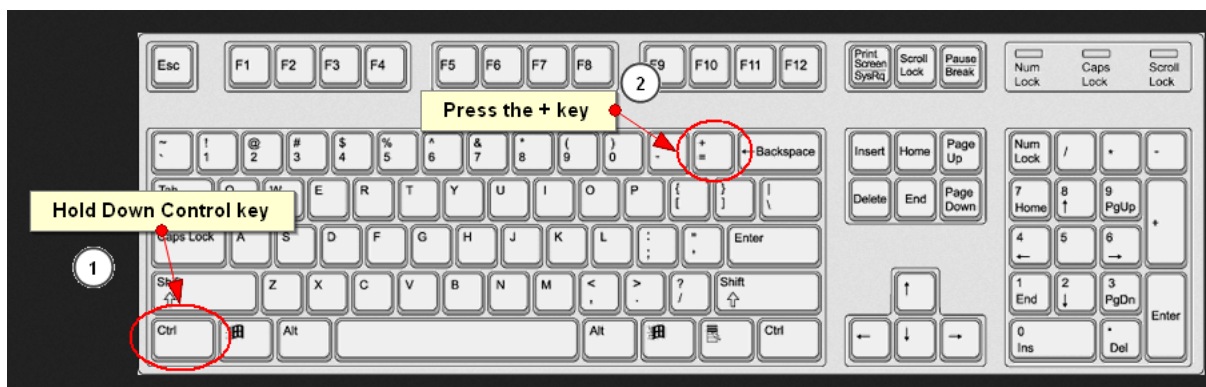 Esc F1 F2 F3 F4 F5 F6 F7 F8 F9 F10 F11 F12 Print Screen SysRq Scroll Lock Pause Break Num Lock Caps Lock Scroll Lock
2
Press the + key
~ ` ! 1 @ 2 # 3 $ 4 % 5 ^ 6 & 7 * 8 ( 9 ) 0 - + = ←Backspace Insert Home Page Up Num Lock / * -
Tab Q W E R T Y U I O P { [ } ] | \ Delete End Page Down 7 Home 8 ↑ 9 PgUp +
Hold Down Control key
Caps Lock A S D F G H J K L : ; " ' Enter 4 ← 5 6 →
1
Shift ⇧ Z X C V B N M < , > . ? / Shift ⇧ ↑ 1 End 2 ↓ 3 PgDn Enter
Ctrl Alt Alt Ctrl ← ↓ → 0 Ins . Del